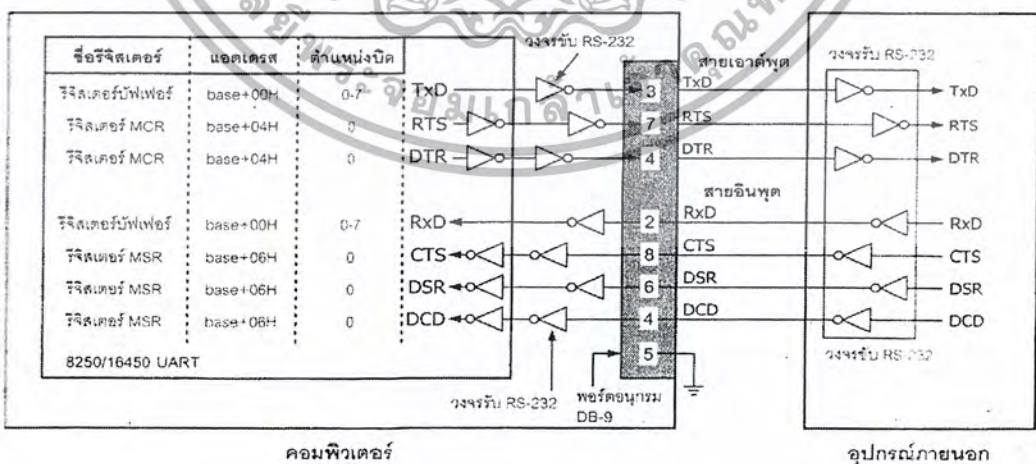 วงจรขับ RS-232
ชื่อรีจิสเตอร์ แอดเดรส ตำแหน่งบิต
รีจิสเตอร์บัฟเฟอร์ base+00H 0-7 TxD
รีจิสเตอร์ MCR base+04H 0 RTS
รีจิสเตอร์ MCR base+04H 0 DTR
รีจิสเตอร์บัฟเฟอร์ base+00H 0-7 RxD
รีจิสเตอร์ MSR base+06H 0 CTS
รีจิสเตอร์ MSR base+06H 0 DSR
รีจิสเตอร์ MSR base+06H 0 DCD
8250/16450 UART
3
7
4
2
8
6
4
5
สายเอาต์พุต
TxD
RTS
DTR
สายอินพุต
RxD
CTS
DSR
DCD
วงจรรับ RS-232
พอร์ตอนุกรม
DB-9
วงจรรับ RS-232
TxD
RTS
DTR
RxD
CTS
DSR
DCD
วงจรขับ RS-232
คอมพิวเตอร์
อุปกรณ์ภายนอก